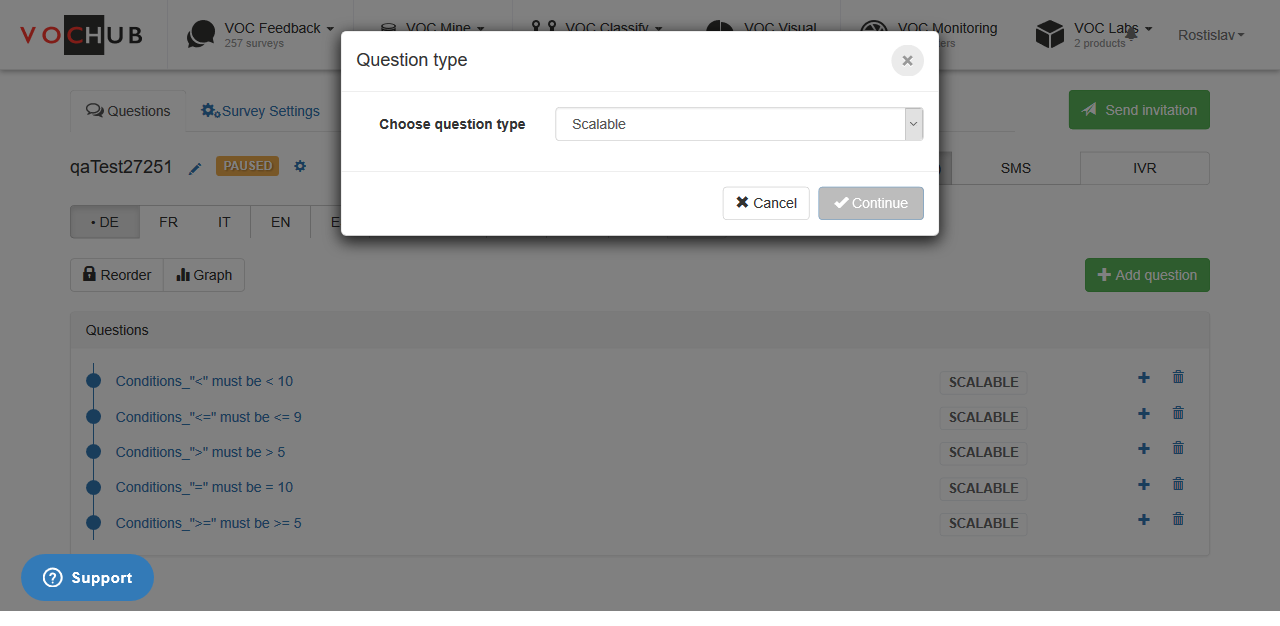 VOCHUB
VOC Feedback
257 surveys
VOC Mine
VOC Classify
VOC Visual
VOC Monitoring
VOC Labs
2 products
Rostislav
Question type
Choose question type
Scalable
Cancel
Continue
Questions
Survey Settings
Send invitation
qaTest27251
PAUSED
SMS
IVR
• DE
FR
IT
EN
Reorder
Graph
Add question
Questions
Conditions_"<" must be < 10
SCALABLE
Conditions_"<=" must be <= 9
SCALABLE
Conditions_">" must be > 5
SCALABLE
Conditions_"=" must be = 10
SCALABLE
Conditions_">=" must be >= 5
SCALABLE
Support